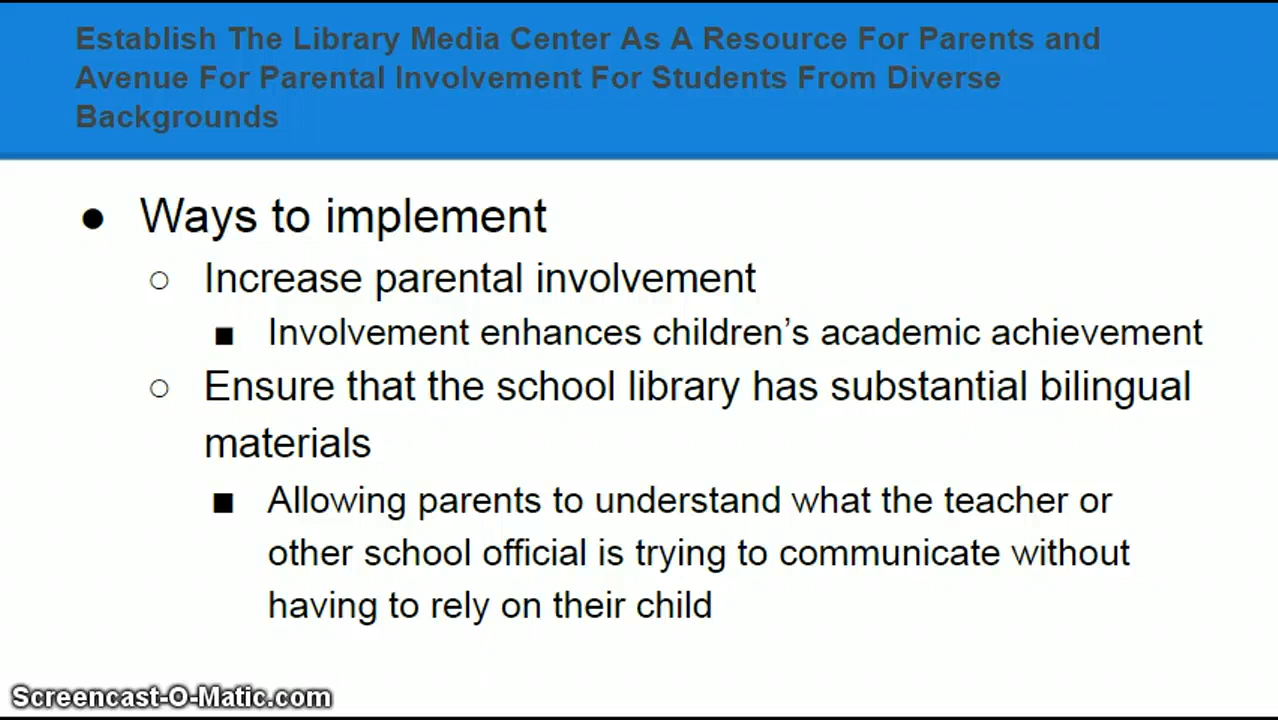 Establish The Library Media Center As A Resource For Parents and
Avenue For Parental Involvement For Students From Diverse
Backgrounds
● Ways to implement
○ Increase parental involvement
■ Involvement enhances children’s academic achievement
○ Ensure that the school library has substantial bilingual
materials
■ Allowing parents to understand what the teacher or
other school official is trying to communicate without
having to rely on their child
Screencast-O-Matic.com